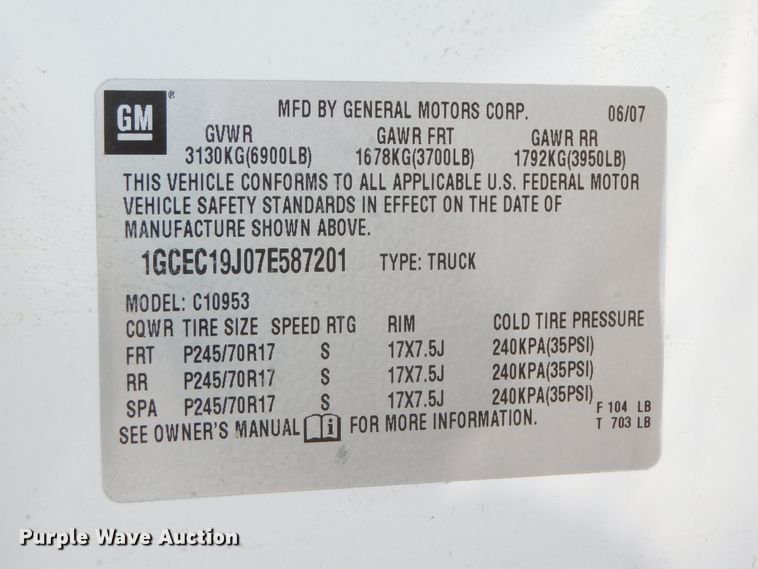 GM ®
MFD BY GENERAL MOTORS CORP. 06/07
GVWR GAWR FRT GAWR RR
3130KG(6900LB) 1678KG(3700LB) 1792KG(3950LB)
THIS VEHICLE CONFORMS TO ALL APPLICABLE U.S. FEDERAL MOTOR
VEHICLE SAFETY STANDARDS IN EFFECT ON THE DATE OF
MANUFACTURE SHOWN ABOVE.
1GCEC19J07E587201 TYPE: TRUCK
MODEL: C10953
CQWR TIRE SIZE SPEED RTG RIM COLD TIRE PRESSURE
FRT P245/70R17 S 17X7.5J 240KPA(35PSI)
RR P245/70R17 S 17X7.5J 240KPA(35PSI)
SPA P245/70R17 S 17X7.5J 240KPA(35PSI)
F 104 LB
SEE OWNER'S MANUAL i FOR MORE INFORMATION. T 703 LB
Purple Wave Auction